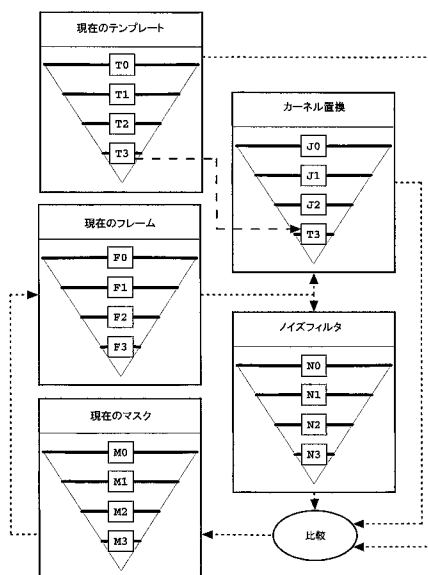 現在のテンプレート
T0
T1
T2
T3
カーネル置換
J0
J1
J2
T3
現在のフレーム
F0
F1
F2
F3
ノイズフィルタ
N0
N1
N2
N3
現在のマスク
M0
M1
M2
M3
比較